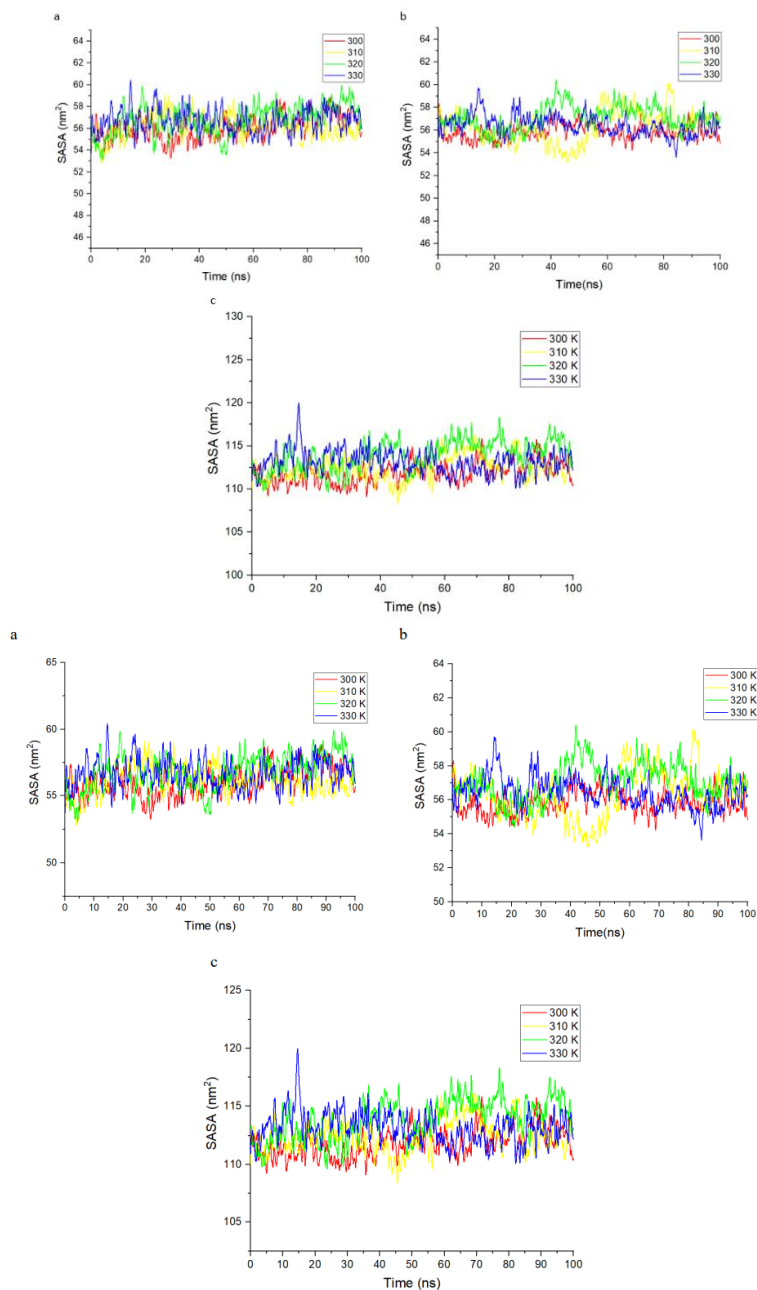 a
b
64
62
60
58
56
54
52
50
48
46
SASA (nm²)
0 20 40 60 80 100
Time (ns)
300
310
320
330
64
62
60
58
56
54
52
50
48
46
SASA (nm²)
0 20 40 60 80 100
Time(ns)
300
310
320
330
c
130
125
120
115
110
105
100
SASA (nm²)
0 20 40 60 80 100
Time (ns)
300 K
310 K
320 K
330 K
a
b
65
60
55
50
SASA (nm²)
0 10 20 30 40 50 60 70 80 90 100
Time (ns)
300 K
310 K
320 K
330 K
64
62
60
58
56
54
52
50
SASA (nm²)
0 10 20 30 40 50 60 70 80 90 100
Time(ns)
300 K
310 K
320 K
330 K
c
125
120
115
110
105
SASA (nm²)
0 10 20 30 40 50 60 70 80 90 100
Time (ns)
300 K
310 K
320 K
330 K